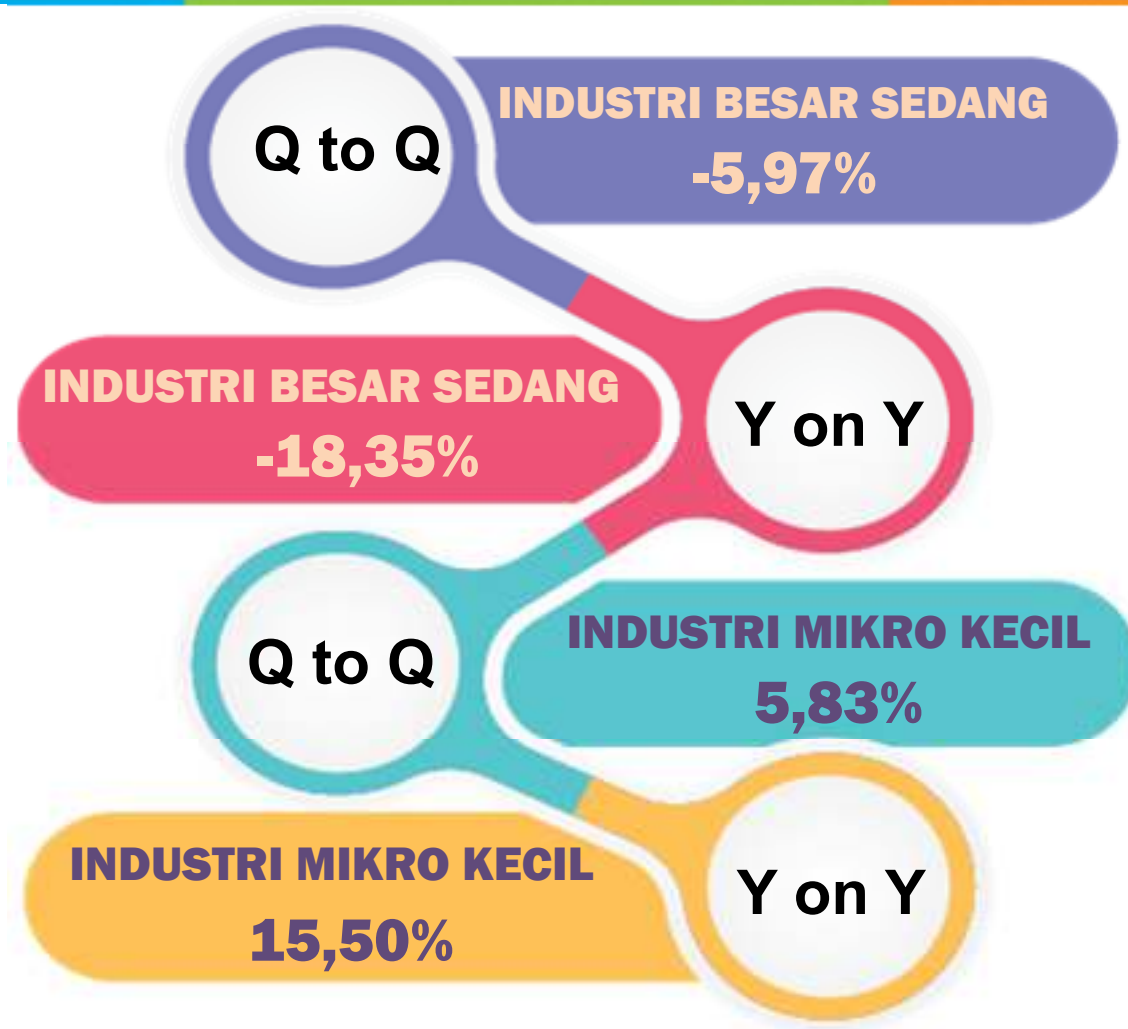 Q to Q
INDUSTRI BESAR SEDANG
-5,97%
INDUSTRI BESAR SEDANG
-18,35%
Y on Y
Q to Q
INDUSTRI MIKRO KECIL
5,83%
INDUSTRI MIKRO KECIL
15,50%
Y on Y